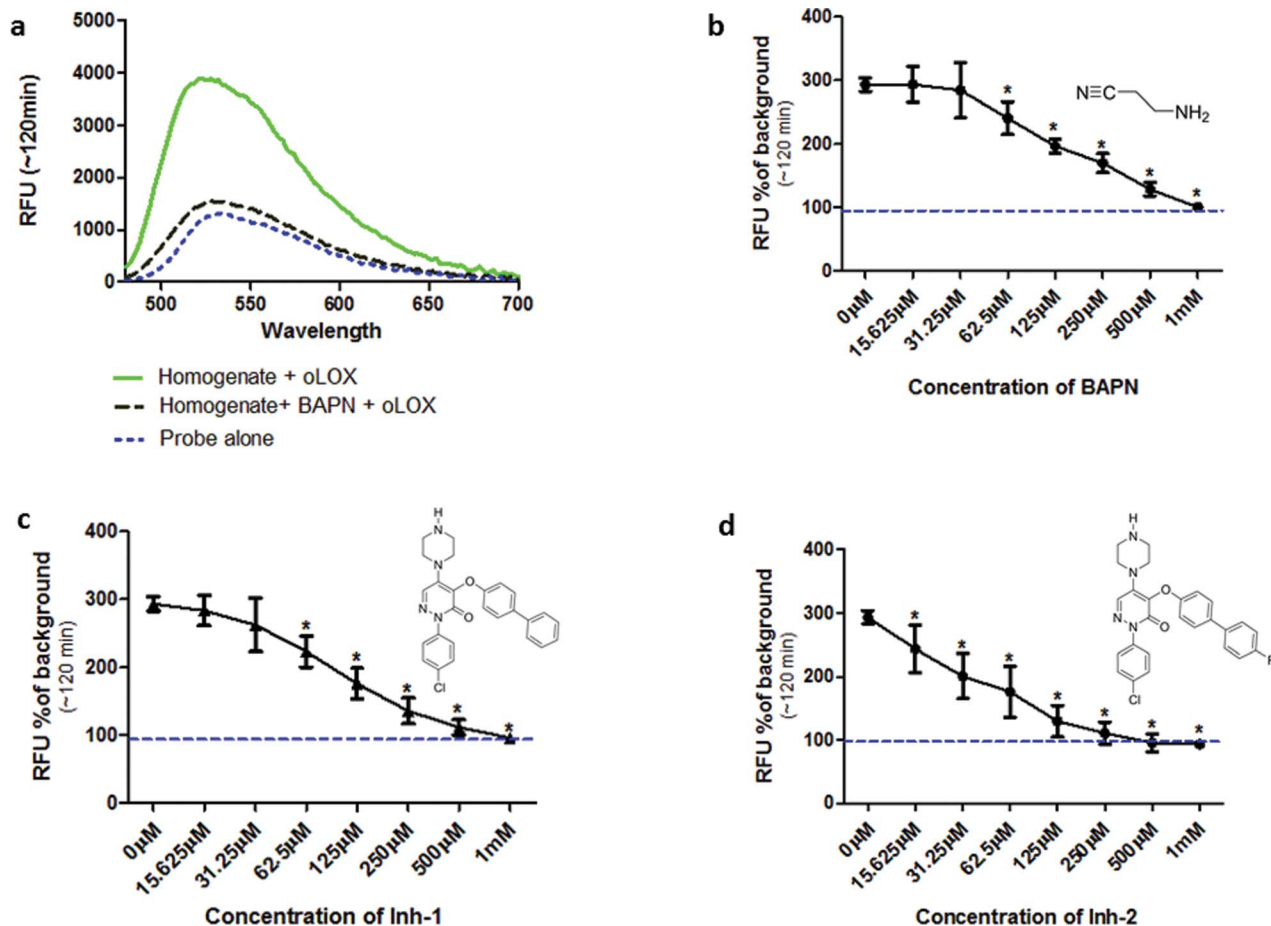 a
5000
4000
3000
2000
1000
0
RFU (~120min)
500 550 600 650 700
Wavelength
Homogenate + oLOX
Homogenate+ BAPN + oLOX
Probe alone
b
400
300
200
100
0
RFU %of background
(~120 min)
* * * * *
N≡C NH2
0µM 15.625µM 31.25µM 62.5µM 125µM 250µM 500µM 1mM
Concentration of BAPN
c
400
300
200
100
0
RFU %of background
(~120 min)
* * * * *
H
N
N
O
N
N
O
Cl
0µM 15.625µM 31.25µM 62.5µM 125µM 250µM 500µM 1mM
Concentration of Inh-1
d
400
300
200
100
0
RFU %of background
(~120 min)
* * * * * * *
H
N
N
O
N
N
O
Cl
0µM 15.625µM 31.25µM 62.5µM 125µM 250µM 500µM 1mM
Concentration of Inh-2